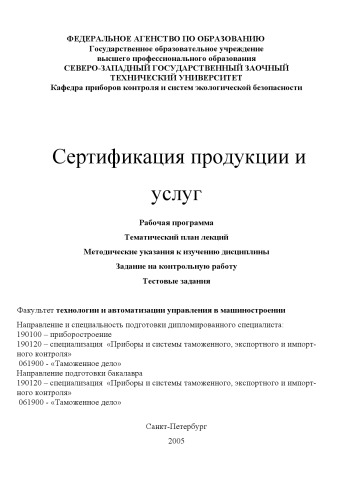 ФЕДЕРАЛЬНОЕ АГЕНСТВО ПО ОБРАЗОВАНИЮ
Государственное образовательное учреждение
высшего профессионального образования
СЕВЕРО-ЗАПАДНЫЙ ГОСУДАРСТВЕННЫЙ ЗАОЧНЫЙ
ТЕХНИЧЕСКИЙ УНИВЕРСИТЕТ
Кафедра приборов контроля и систем экологической безопасности
Сертификация продукции и
услуг
Рабочая программа
Тематический план лекций
Методические указания к изучению дисциплины
Задание на контрольную работу
Тестовые задания
Факультет технологии и автоматизации управления в машиностроении
Направление и специальность подготовки дипломированного специалиста:
190100 – приборостроение
190120 – специализация «Приборы и системы таможенного, экспортного и импорт-
ного контроля»
061900 - «Таможенное дело»
Направление подготовки бакалавра
190120 – специализация «Приборы и системы таможенного, экспортного и импорт-
ного контроля»
061900 - «Таможенное дело»
Санкт-Петербург
2005